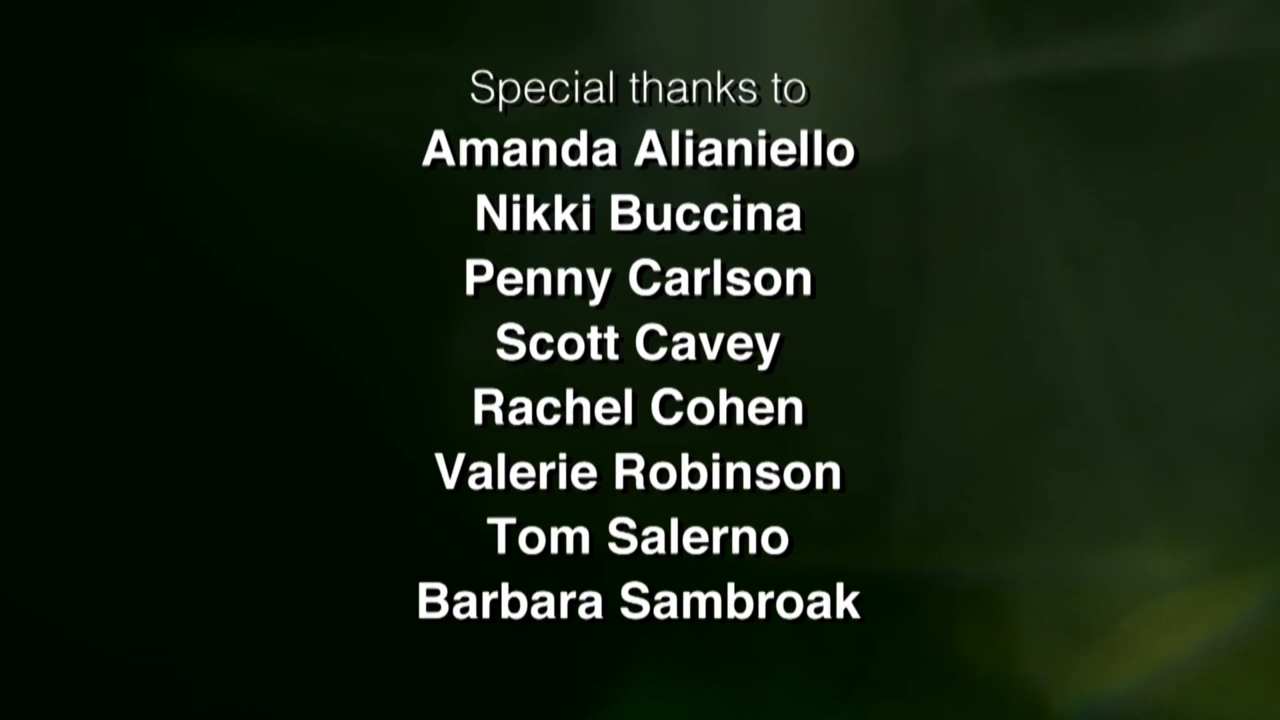 Special thanks to
Amanda Alianiello
Nikki Buccina
Penny Carlson
Scott Cavey
Rachel Cohen
Valerie Robinson
Tom Salerno
Barbara Sambroak